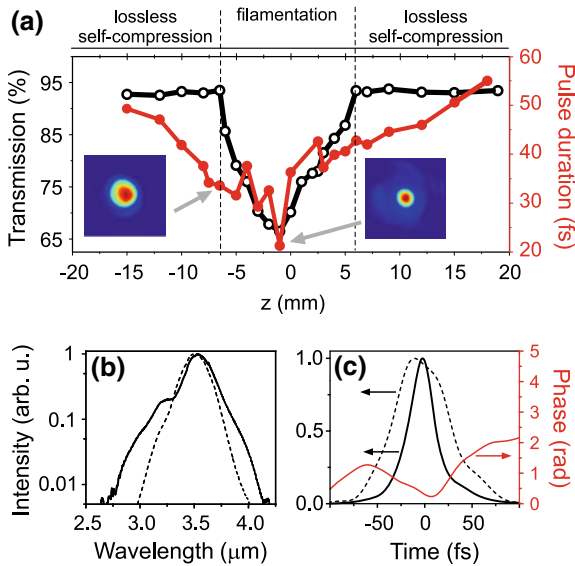 (a)
lossless self-compression
filamentation
lossless self-compression
Transmission (%)
95
85
75
65
Pulse duration (fs)
60
50
40
30
20
-20 -15 -10 -5 0 5 10 15 20
z (mm)
(b)
Intensity (arb. u.)
1
0.1
0.01
2.5 3.0 3.5 4.0
Wavelength (μm)
(c)
1.0
0.5
0.0
-50 0 50
Time (fs)
5
4
3
2
1
0
Phase (rad)